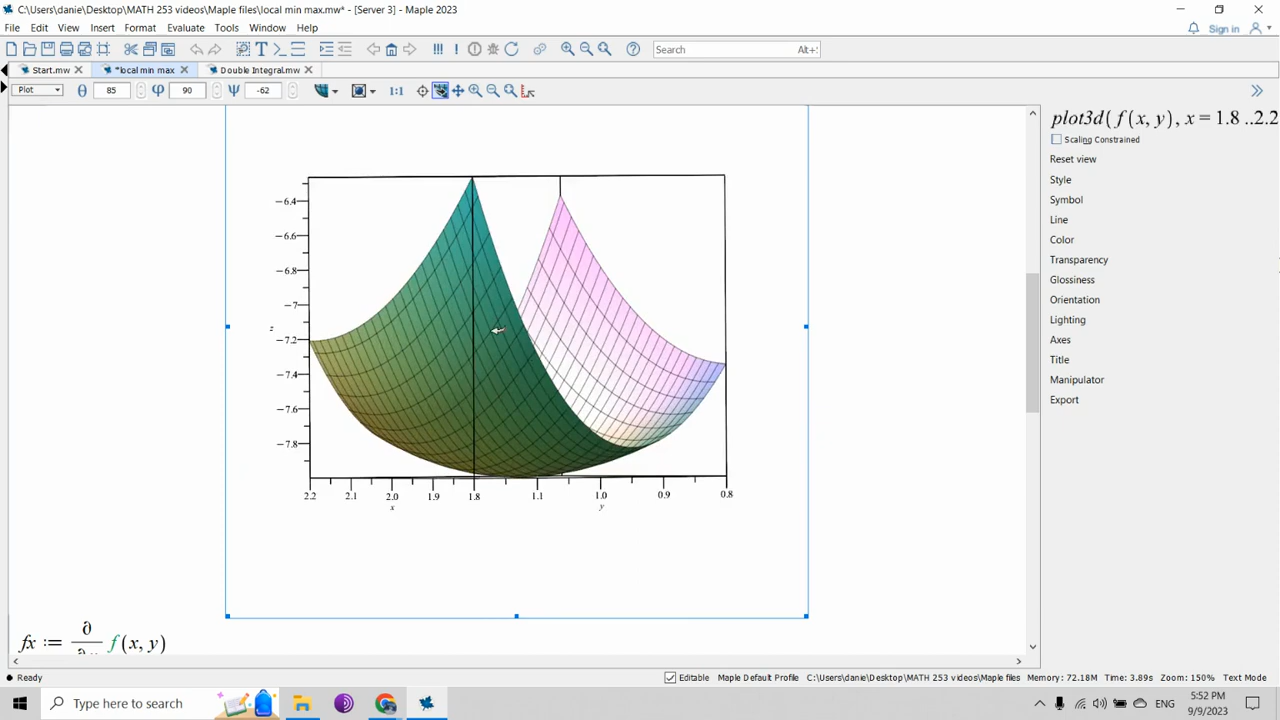 C:\Users\danie\Desktop\MATH 253 videos\Maple files\local min max.mw* - [Server 3] - Maple 2023
File Edit View Insert Format Evaluate Tools Window Help
Sign in
Search Alt+S
Start.mw *local min max Double Integral.mw
Plot θ 85 φ 90 ψ -62 1:1
plot3d( f(x, y), x = 1.8 ..2.2
Scaling Constrained
Reset view
Style
Symbol
Line
Color
Transparency
Glossiness
Orientation
Lighting
Axes
Title
Manipulator
Export
−6.4
−6.6
−6.8
−7
z
−7.2
−7.4
−7.6
−7.8
2.2 2.1 2.0 1.9 1.8 1.1 1.0 0.9 0.8
x y
fx := ∂ f(x, y)
Ready
Editable Maple Default Profile C:\Users\danie\Desktop\MATH 253 videos\Maple files Memory: 72.18M Time: 3.89s Zoom: 150% Text Mode
Type here to search
ENG
5:52 PM
9/9/2023